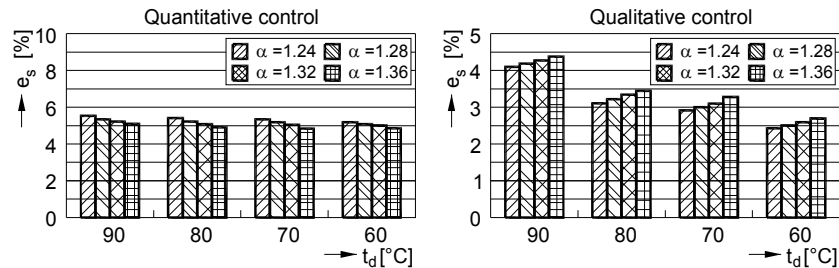 Quantitative control
e_s [%]
10
8
6
4
2
0
α =1.24 α =1.28
α =1.32 α =1.36
90 80 70 60
t_d [°C]
Qualitative control
e_s [%]
5
4
3
2
1
0
α =1.24 α =1.28
α =1.32 α =1.36
90 80 70 60
t_d [°C]